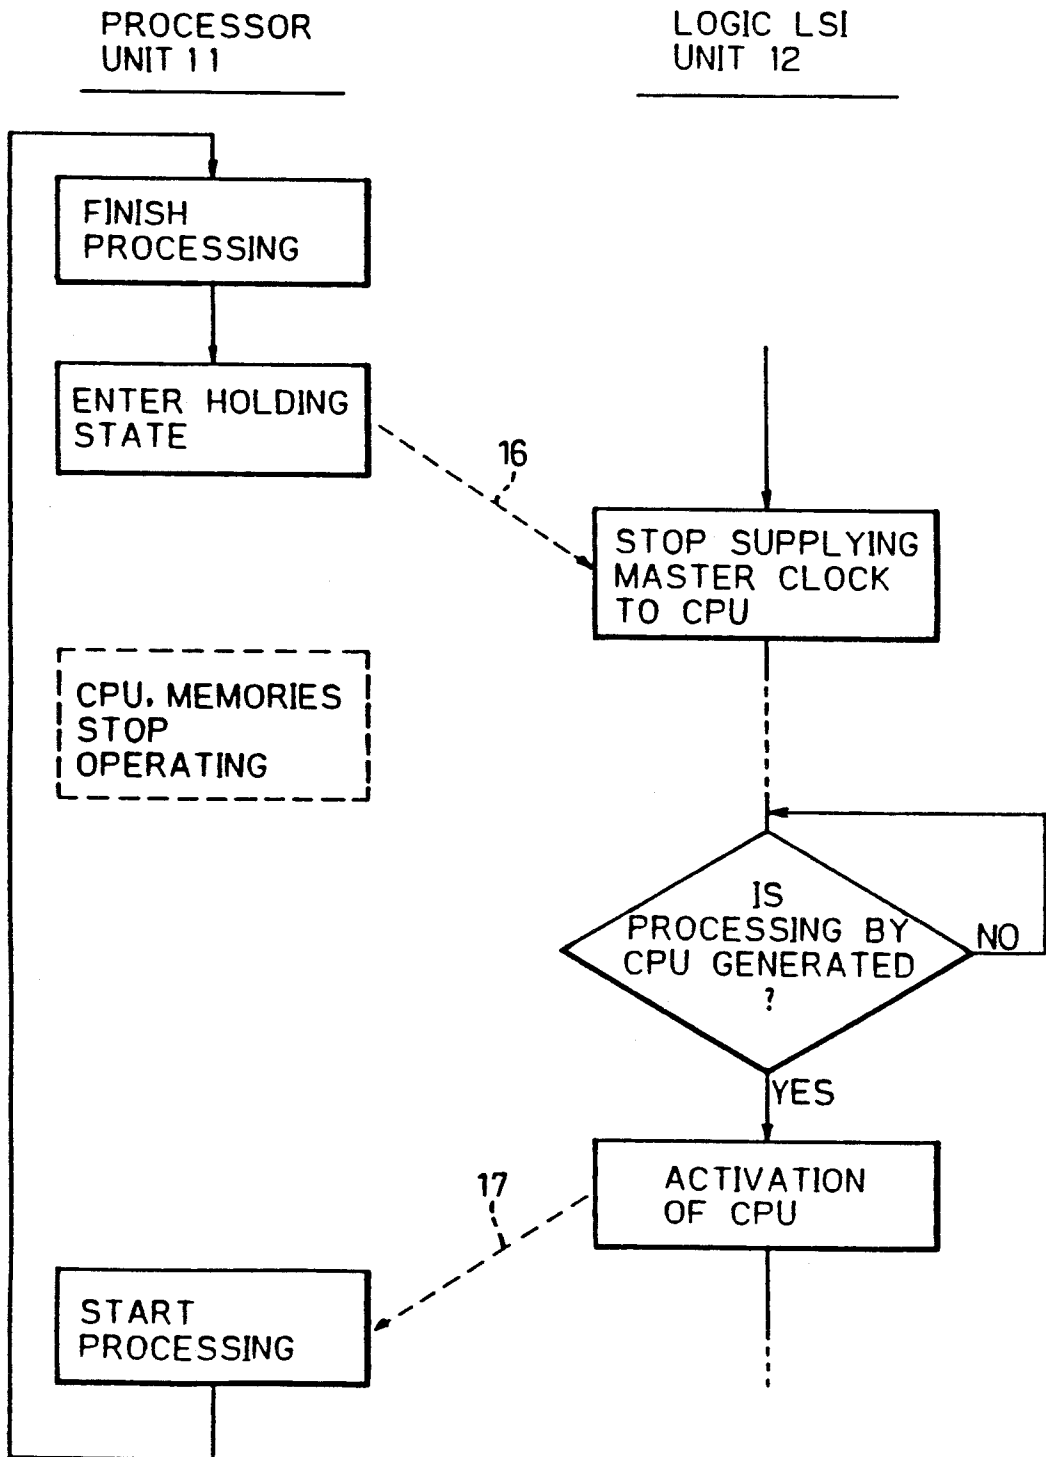 PROCESSOR
UNIT 11
LOGIC LSI
UNIT 12
FINISH
PROCESSING
ENTER HOLDING
STATE
16
STOP SUPPLYING
MASTER CLOCK
TO CPU
CPU, MEMORIES
STOP
OPERATING
IS
PROCESSING BY
CPU GENERATED
?
NO
YES
ACTIVATION
OF CPU
17
START
PROCESSING